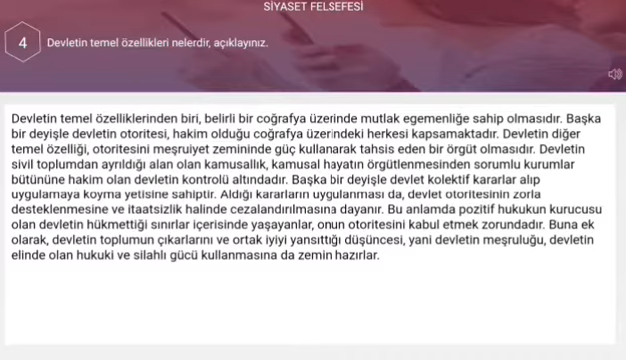 SİYASET FELSEFESİ
4
Devletin temel özellikleri nelerdir, açıklayınız.
Devletin temel özelliklerinden biri, belirli bir coğrafya üzerinde mutlak egemenliğe sahip olmasıdır. Başka
bir deyişle devletin otoritesi, hakim olduğu coğrafya üzerindeki herkesi kapsamaktadır. Devletin diğer
temel özelliği, otoritesini meşruiyet zemininde güç kullanarak tahsis eden bir örgüt olmasıdır. Devletin
sivil toplumdan ayrıldığı alan olan kamusallık, kamusal hayatın örgütlenmesinden sorumlu kurumlar
bütününe hakim olan devletin kontrolü altındadır. Başka bir deyişle devlet kolektif kararlar alıp
uygulamaya koyma yetisine sahiptir. Aldığı kararların uygulanması da, devlet otoritesinin zorla
desteklenmesine ve itaatsizlik halinde cezalandırılmasına dayanır. Bu anlamda pozitif hukukun kurucusu
olan devletin hükmettiği sınırlar içerisinde yaşayanlar, onun otoritesini kabul etmek zorundadır. Buna ek
olarak, devletin toplumun çıkarlarını ve ortak iyiyi yansıttığı düşüncesi, yani devletin meşruluğu, devletin
elinde olan hukuki ve silahlı gücü kullanmasına da zemin hazırlar.